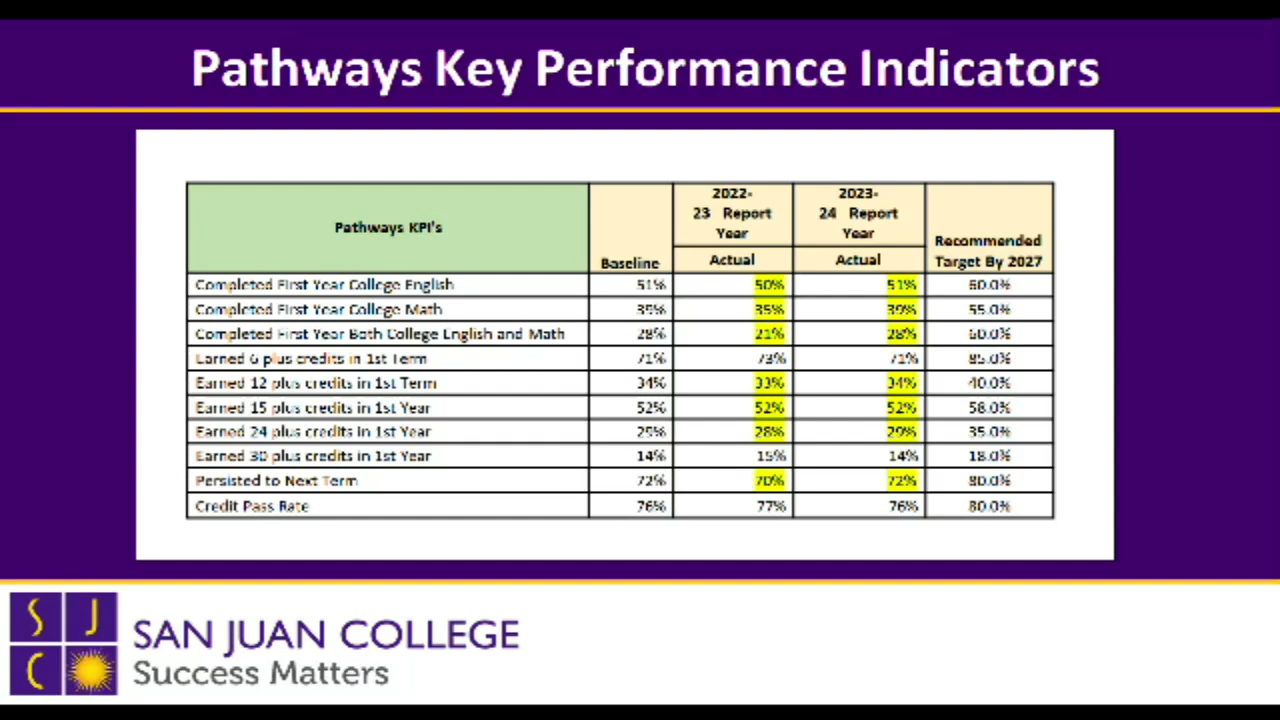 Pathways Key Performance Indicators
Pathways KPI's
Baseline
2022-
23 Report
Year
Actual
2023-
24 Report
Year
Actual
Recommended
Target By 2027
Completed First Year College English 51% 50% 51% 60.0%
Completed First Year College Math 39% 35% 39% 55.0%
Completed First Year Both College English and Math 28% 21% 28% 60.0%
Earned 6 plus credits in 1st Term 71% 73% 71% 85.0%
Earned 12 plus credits in 1st Term 34% 33% 34% 40.0%
Earned 15 plus credits in 1st Year 52% 52% 52% 58.0%
Earned 24 plus credits in 1st Year 28% 29% 35.0%
Earned 30 plus credits in 1st Year 14% 15% 14% 18.0%
Persisted to Next Term 72% 70% 72% 80.0%
Credit Pass Rate 76% 77% 76% 80.0%
SJC
SAN JUAN COLLEGE
Success Matters